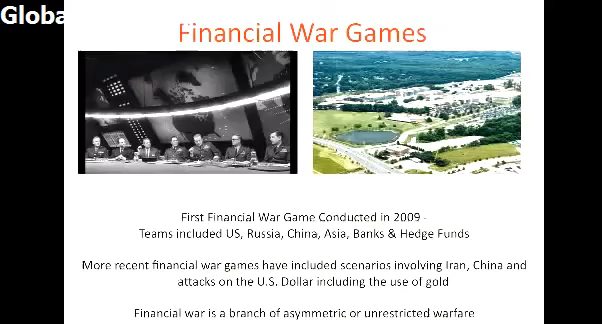 Globa
Financial War Games
First Financial War Game Conducted in 2009 -
Teams included US, Russia, China, Asia, Banks & Hedge Funds
More recent financial war games have included scenarios involving Iran, China and
attacks on the U.S. Dollar including the use of gold
Financial war is a branch of asymmetric or unrestricted warfare